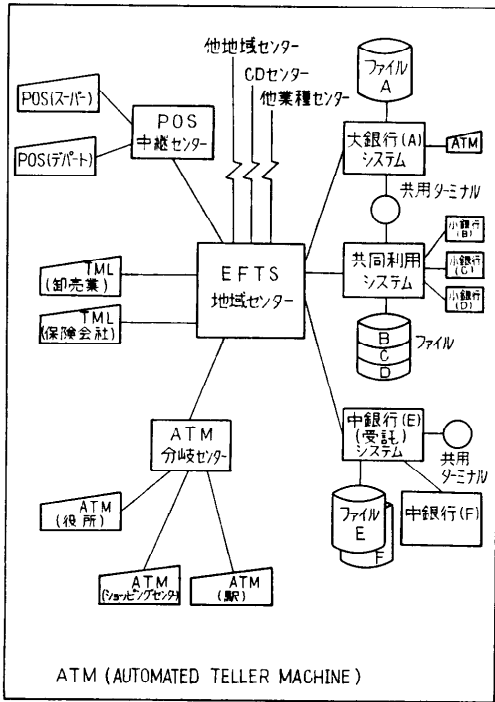 他地域センター
CDセンター
他業種センター
ファイル
A
POS(スーパー)
POS
中継センター
POS(デパート)
大銀行(A)
システム
ATM
共用ターミナル
小銀行
(B)
小銀行
(C)
小銀行
(D)
共同利用
システム
EFTS
地域センター
TML
(卸売業)
TML
(保険会社)
B
C
D
ファイル
ATM
分岐センター
中銀行(E)
(受託)
システム
共用
ターミナル
ATM
(役所)
ファイル
E
F
中銀行(F)
ATM
(ショッピングセンタ)
ATM
(駅)
ATM (AUTOMATED TELLER MACHINE)